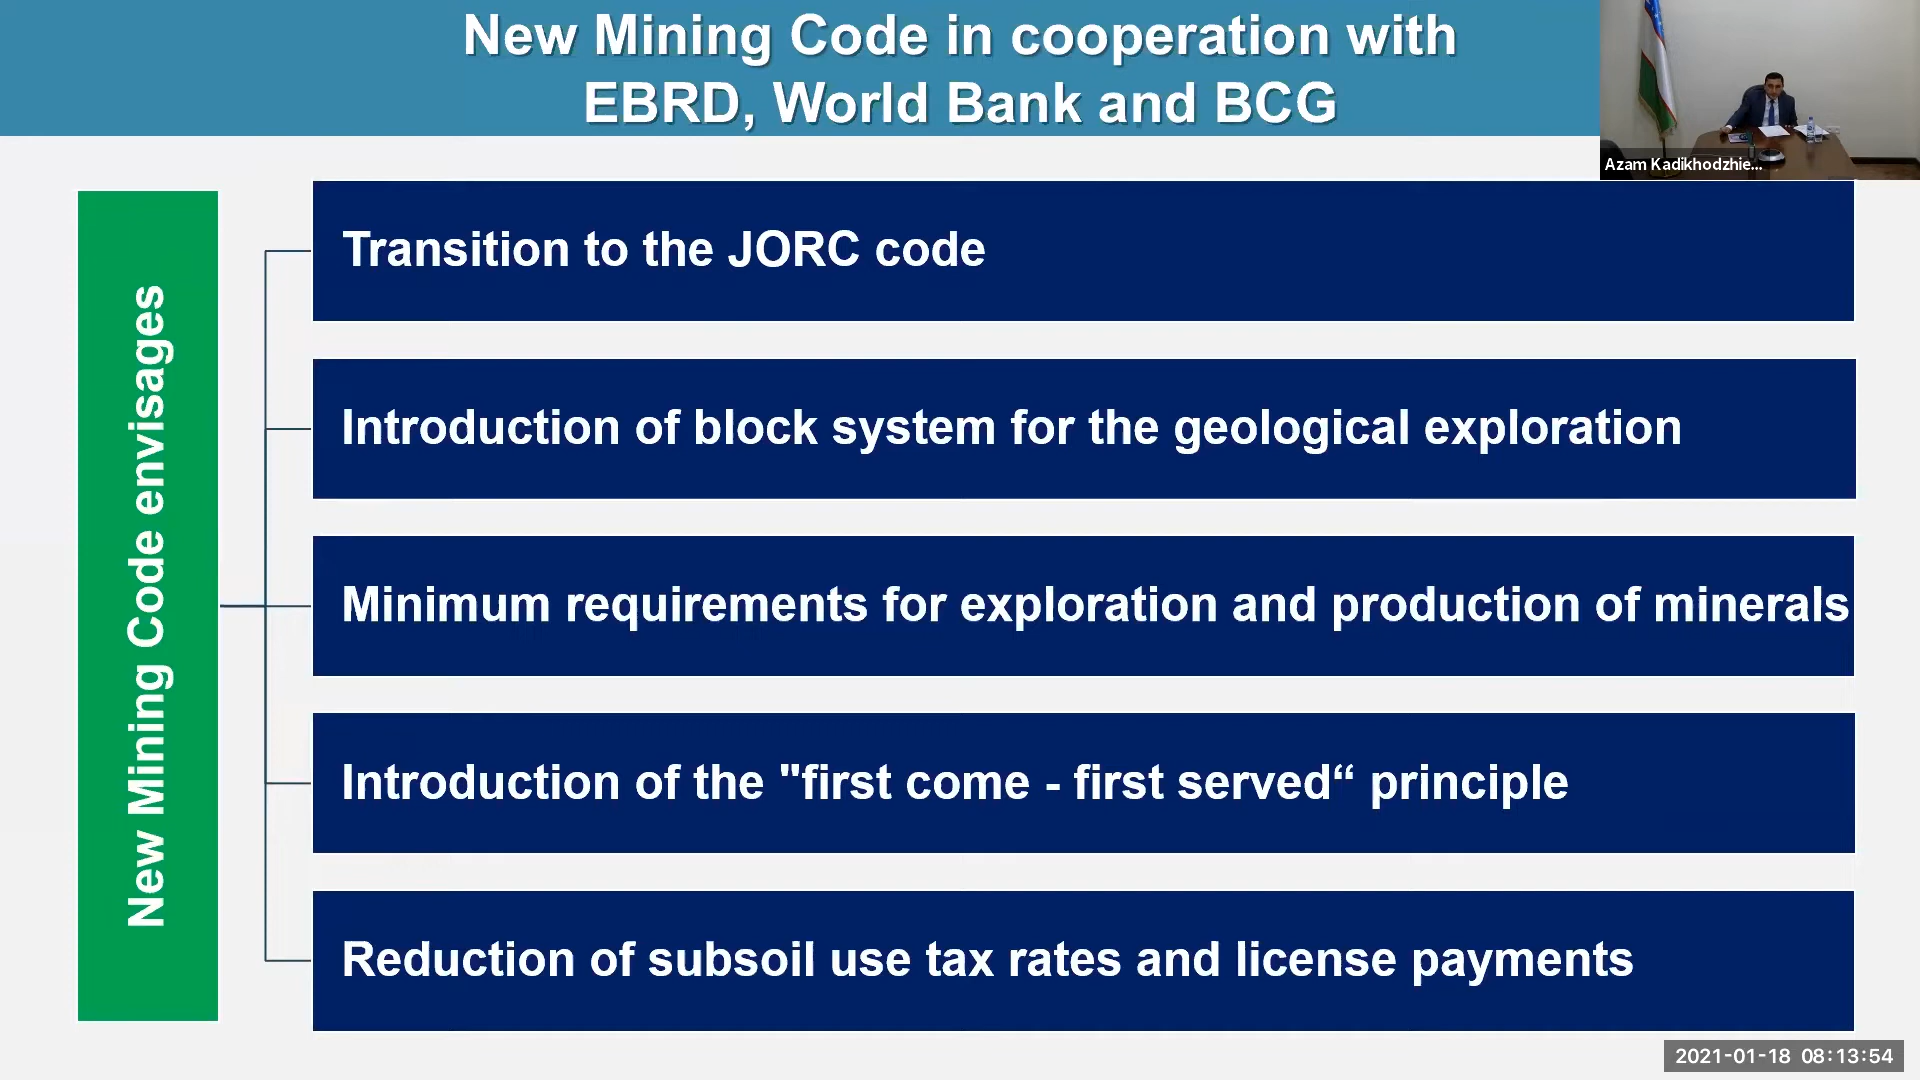 New Mining Code in cooperation with
EBRD, World Bank and BCG
Azam Kadikhodzhie...
New Mining Code envisages
Transition to the JORC code
Introduction of block system for the geological exploration
Minimum requirements for exploration and production of minerals
Introduction of the "first come - first served“ principle
Reduction of subsoil use tax rates and license payments
2021-01-18 08:13:54